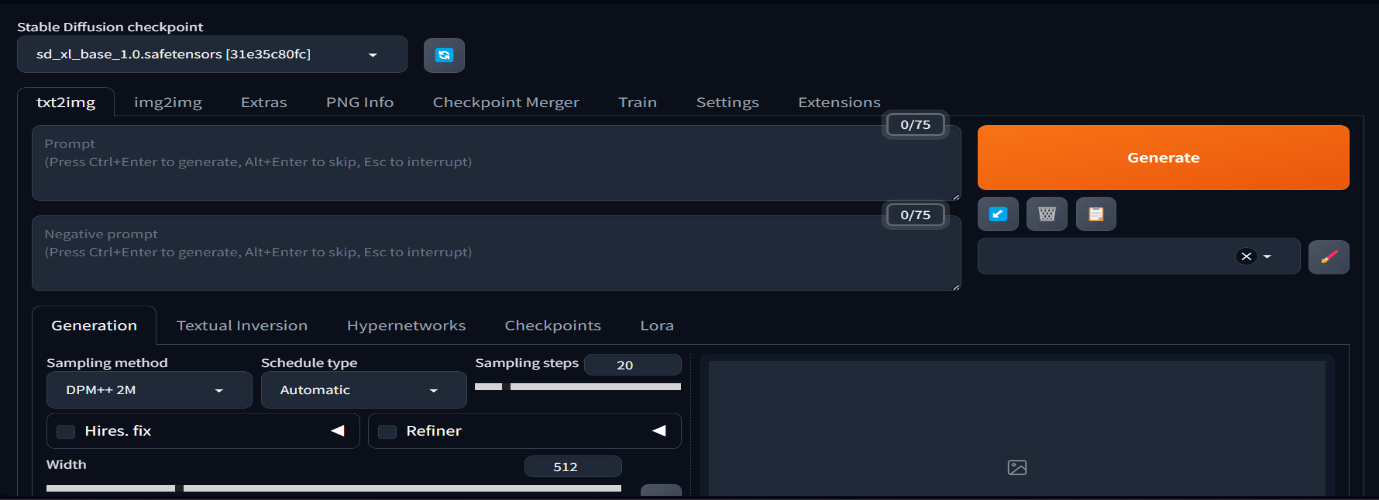 Stable Diffusion checkpoint
sd_xl_base_1.0.safetensors [31e35c80fc]
txt2img img2img Extras PNG Info Checkpoint Merger Train Settings Extensions
0/75
Prompt
(Press Ctrl+Enter to generate, Alt+Enter to skip, Esc to interrupt)
Generate
0/75
Negative prompt
(Press Ctrl+Enter to generate, Alt+Enter to skip, Esc to interrupt)
Generation Textual Inversion Hypernetworks Checkpoints Lora
Sampling method Schedule type Sampling steps 20
DPM++ 2M Automatic
Hires. fix Refiner
Width 512